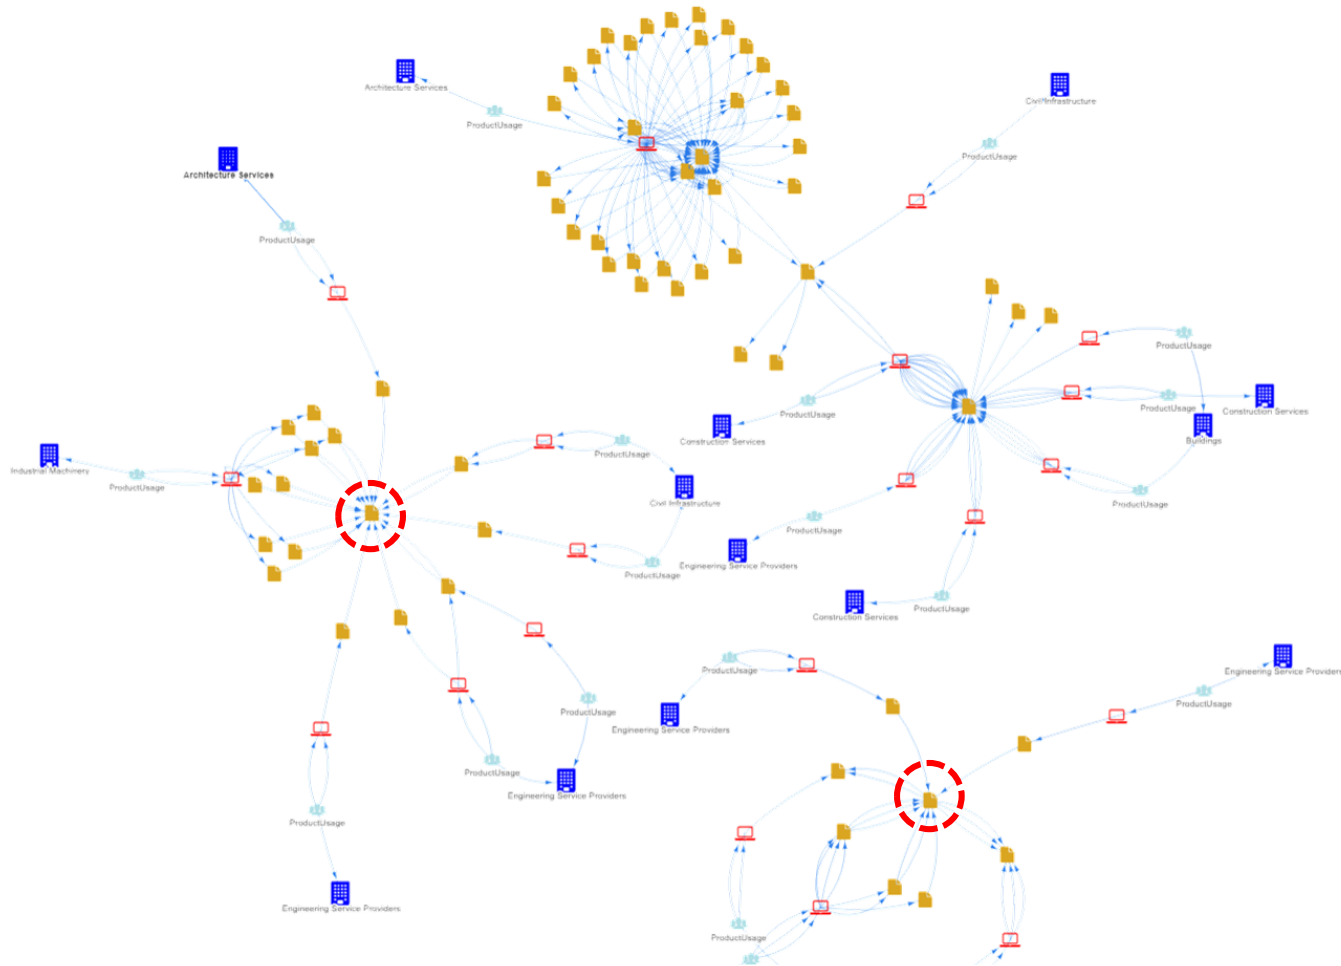 Architecture Services
ProductUsage
Civil Infrastructure
ProductUsage
Architecture Services
ProductUsage
ProductUsage
ProductUsage
Construction Services
ProductUsage
Construction Services
Buildings
Industrial Machinery
ProductUsage
ProductUsage
Civil Infrastructure
ProductUsage
ProductUsage
Engineering Service Providers
ProductUsage
ProductUsage
Construction Services
ProductUsage
Engineering Service Providers
ProductUsage
ProductUsage
Engineering Service Providers
ProductUsage
Engineering Service Providers
ProductUsage
Engineering Service Providers
ProductUsage